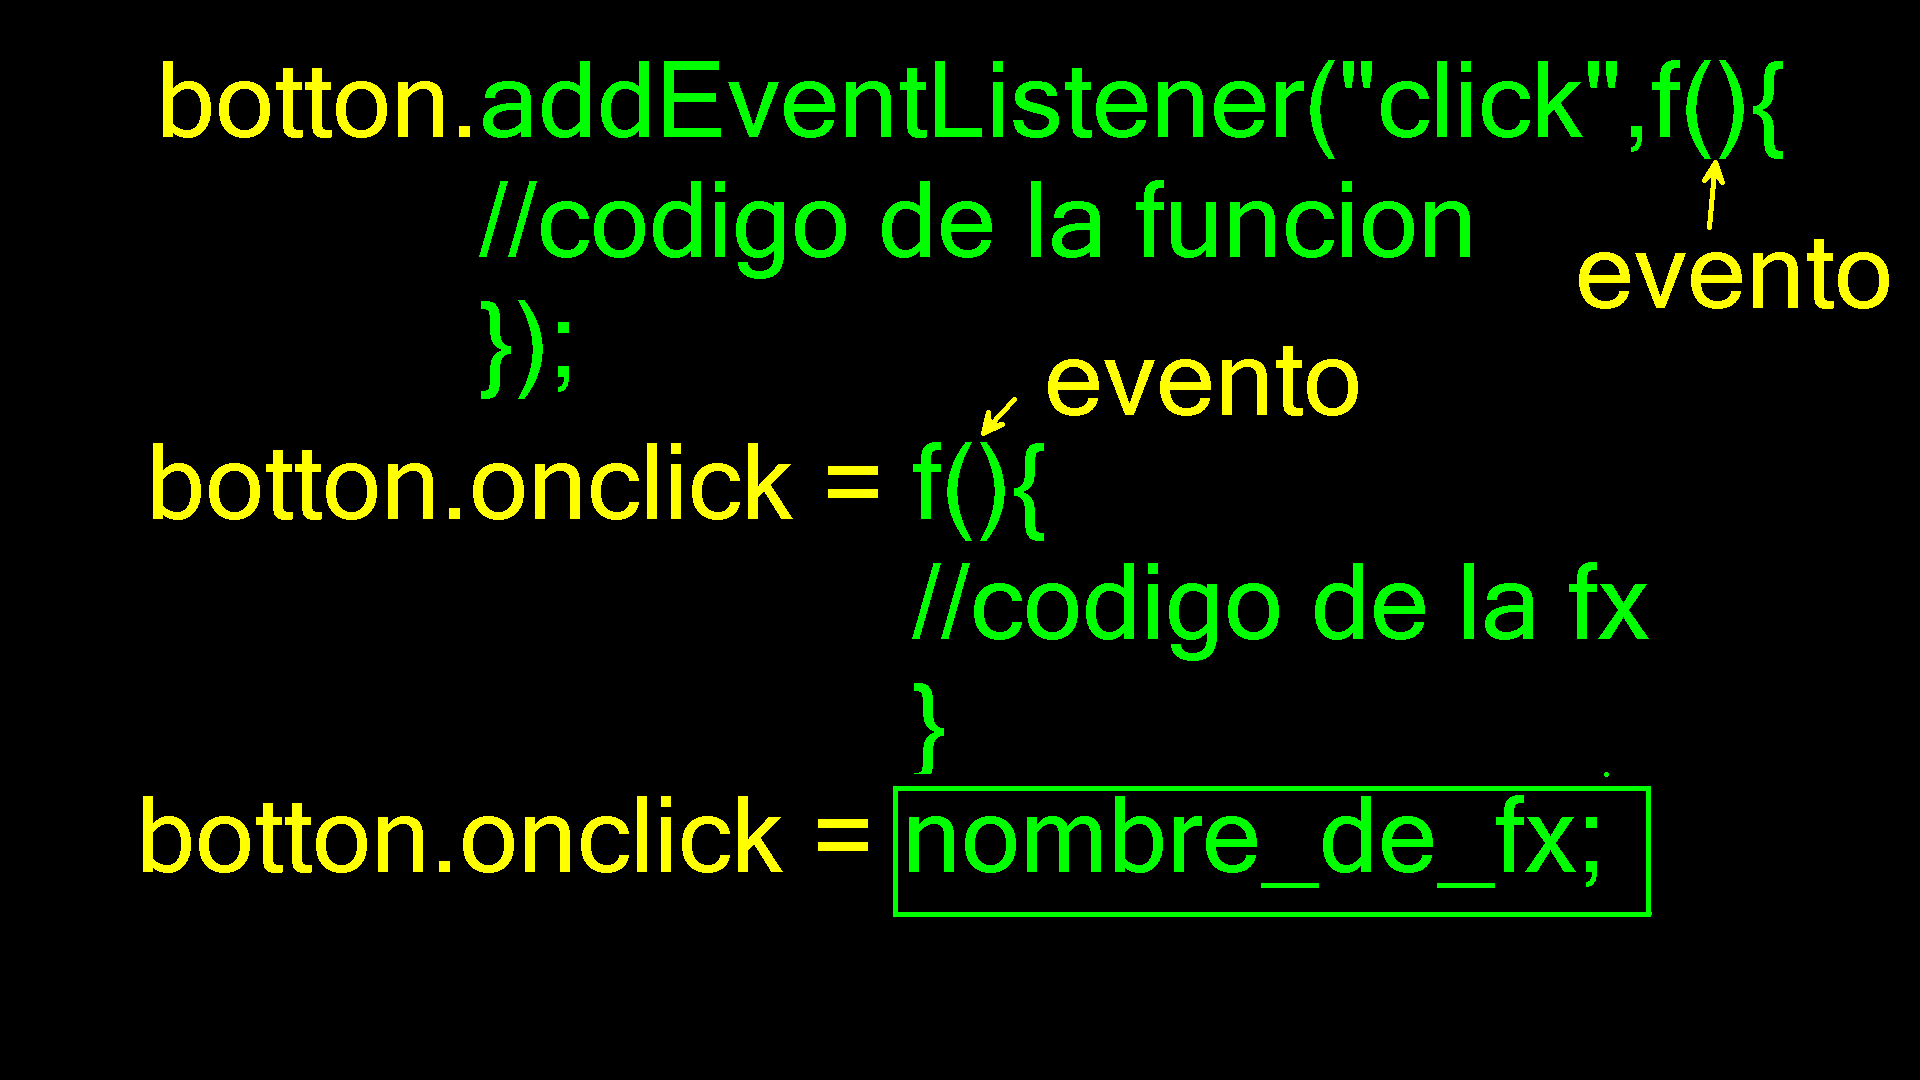 botton.addEventListener("click",f(){
//codigo de la funcion
evento
});
evento
botton.onclick = f(){
//codigo de la fx
}
botton.onclick = nombre_de_fx;